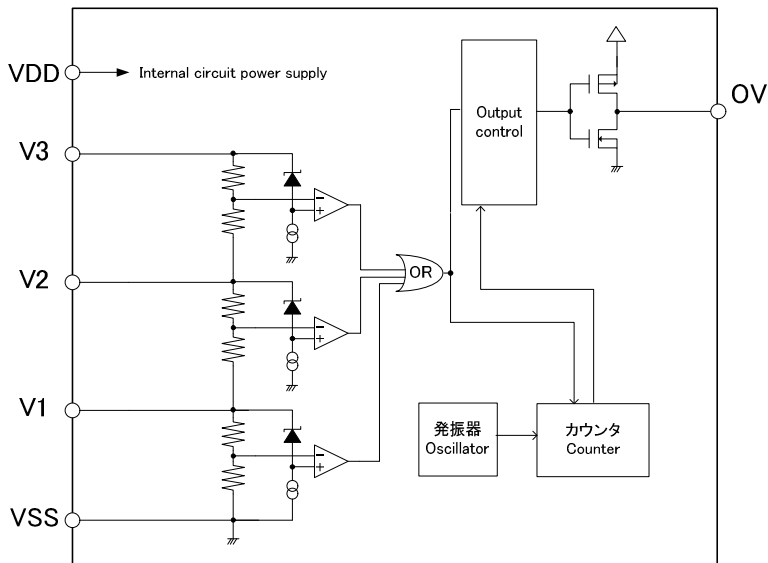 VDD
Internal circuit power supply
V3
V2
V1
VSS
−
+
−
+
−
+
OR
Output
control
OV
発振器
Oscillator
カウンタ
Counter